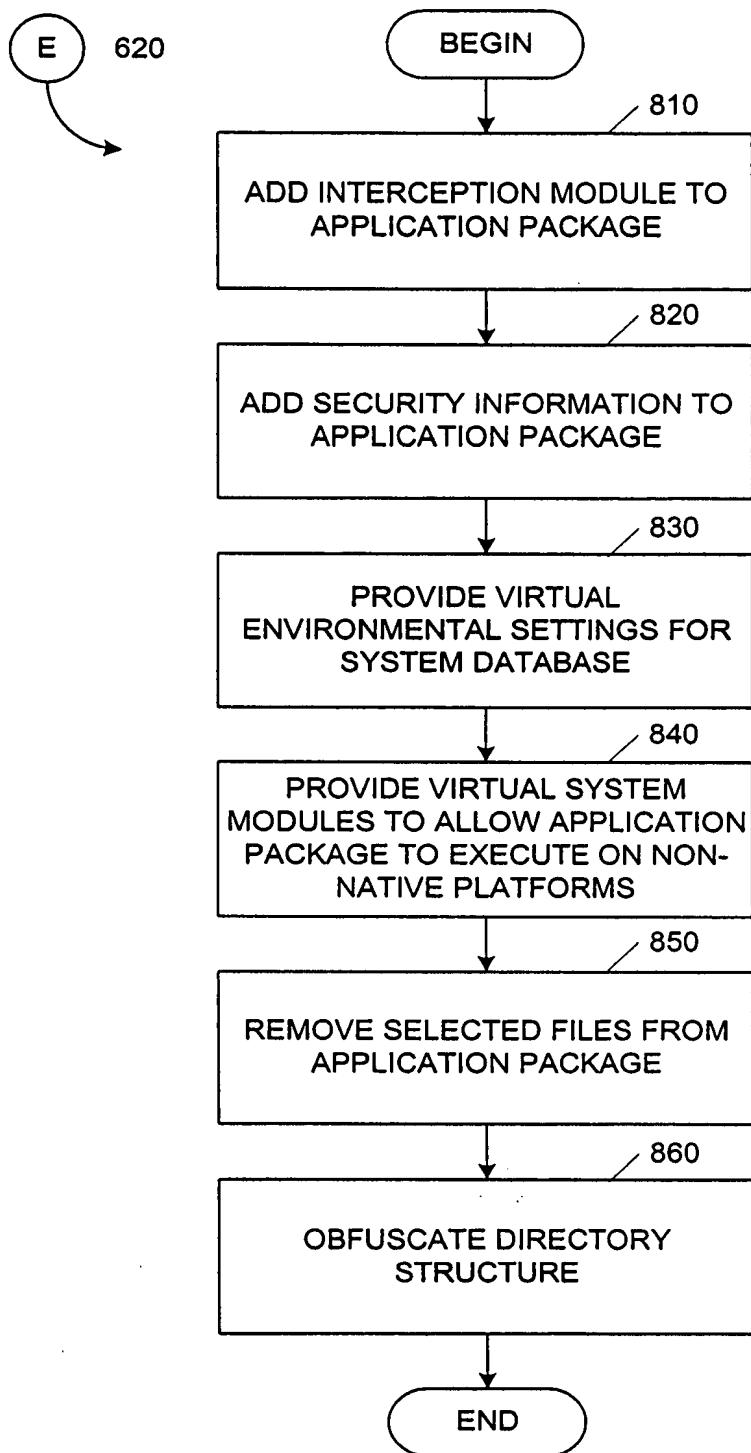 E 620
BEGIN
810
ADD INTERCEPTION MODULE TO
APPLICATION PACKAGE
820
ADD SECURITY INFORMATION TO
APPLICATION PACKAGE
830
PROVIDE VIRTUAL
ENVIRONMENTAL SETTINGS FOR
SYSTEM DATABASE
840
PROVIDE VIRTUAL SYSTEM
MODULES TO ALLOW APPLICATION
PACKAGE TO EXECUTE ON NON-
NATIVE PLATFORMS
850
REMOVE SELECTED FILES FROM
APPLICATION PACKAGE
860
OBFUSCATE DIRECTORY
STRUCTURE
END